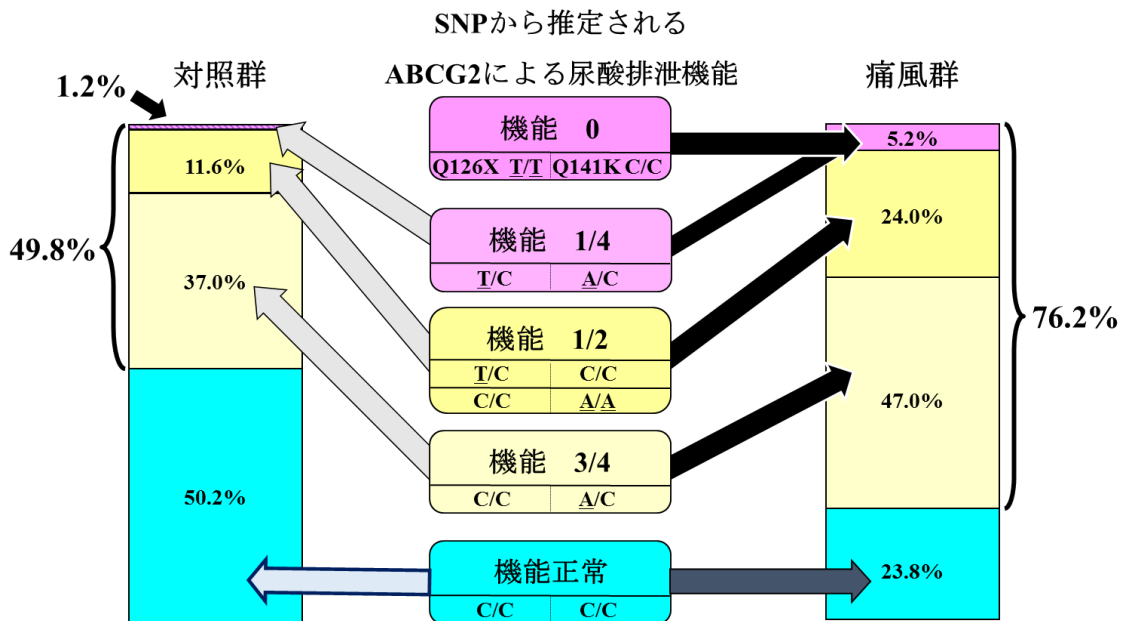 SNPから推定される
ABCG2による尿酸排泄機能
対照群
痛風群
1.2%
11.6%
37.0%
49.8%
50.2%
機能 0
Q126X T/T Q141K C/C
機能 1/4
T/C A/C
機能 1/2
T/C C/C
C/C A/A
機能 3/4
C/C A/C
機能正常
C/C C/C
5.2%
24.0%
47.0%
76.2%
23.8%